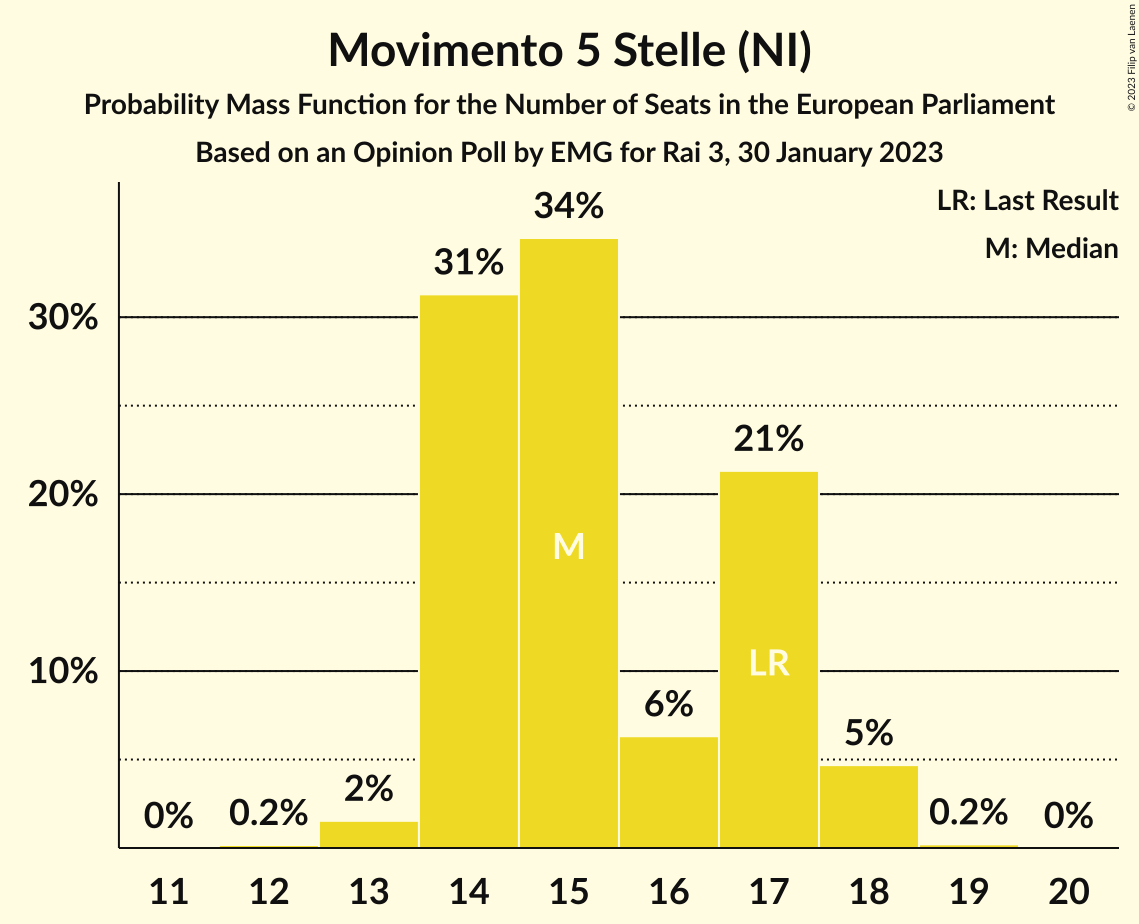 Movimento 5 Stelle (NI)
Probability Mass Function for the Number of Seats in the European Parliament
Based on an Opinion Poll by EMG for Rai 3, 30 January 2023
© 2023 Filip van Laenen
LR: Last Result
M: Median
30%
20%
10%
0%
0.2%
2%
31%
34%
6%
21%
5%
0.2%
0%
M
LR
11
12
13
14
15
16
17
18
19
20